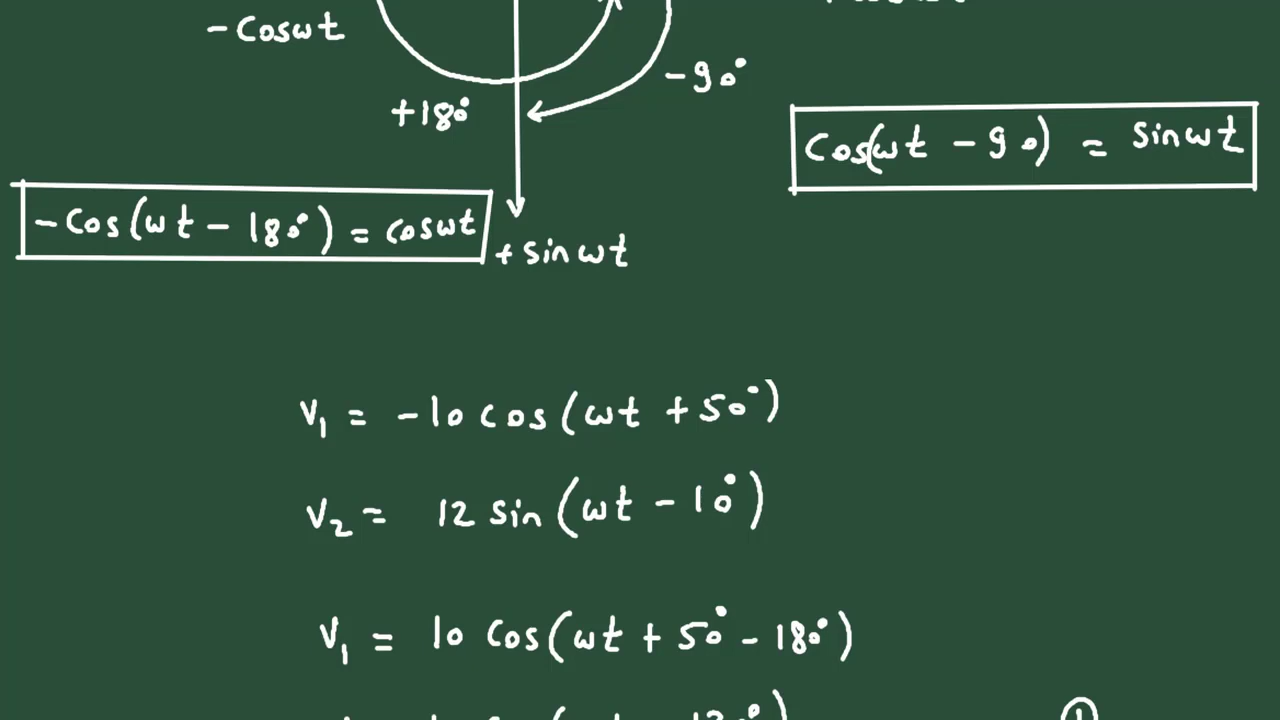 -cosωt
-90°
+180°
cos(ωt - 90) = sinωt
-cos(ωt - 180°) = cosωt
+sinωt
V₁ = -10 cos(ωt + 50°)
V₂ = 12 sin(ωt - 10°)
V₁ = 10 cos(ωt + 50° - 180°)